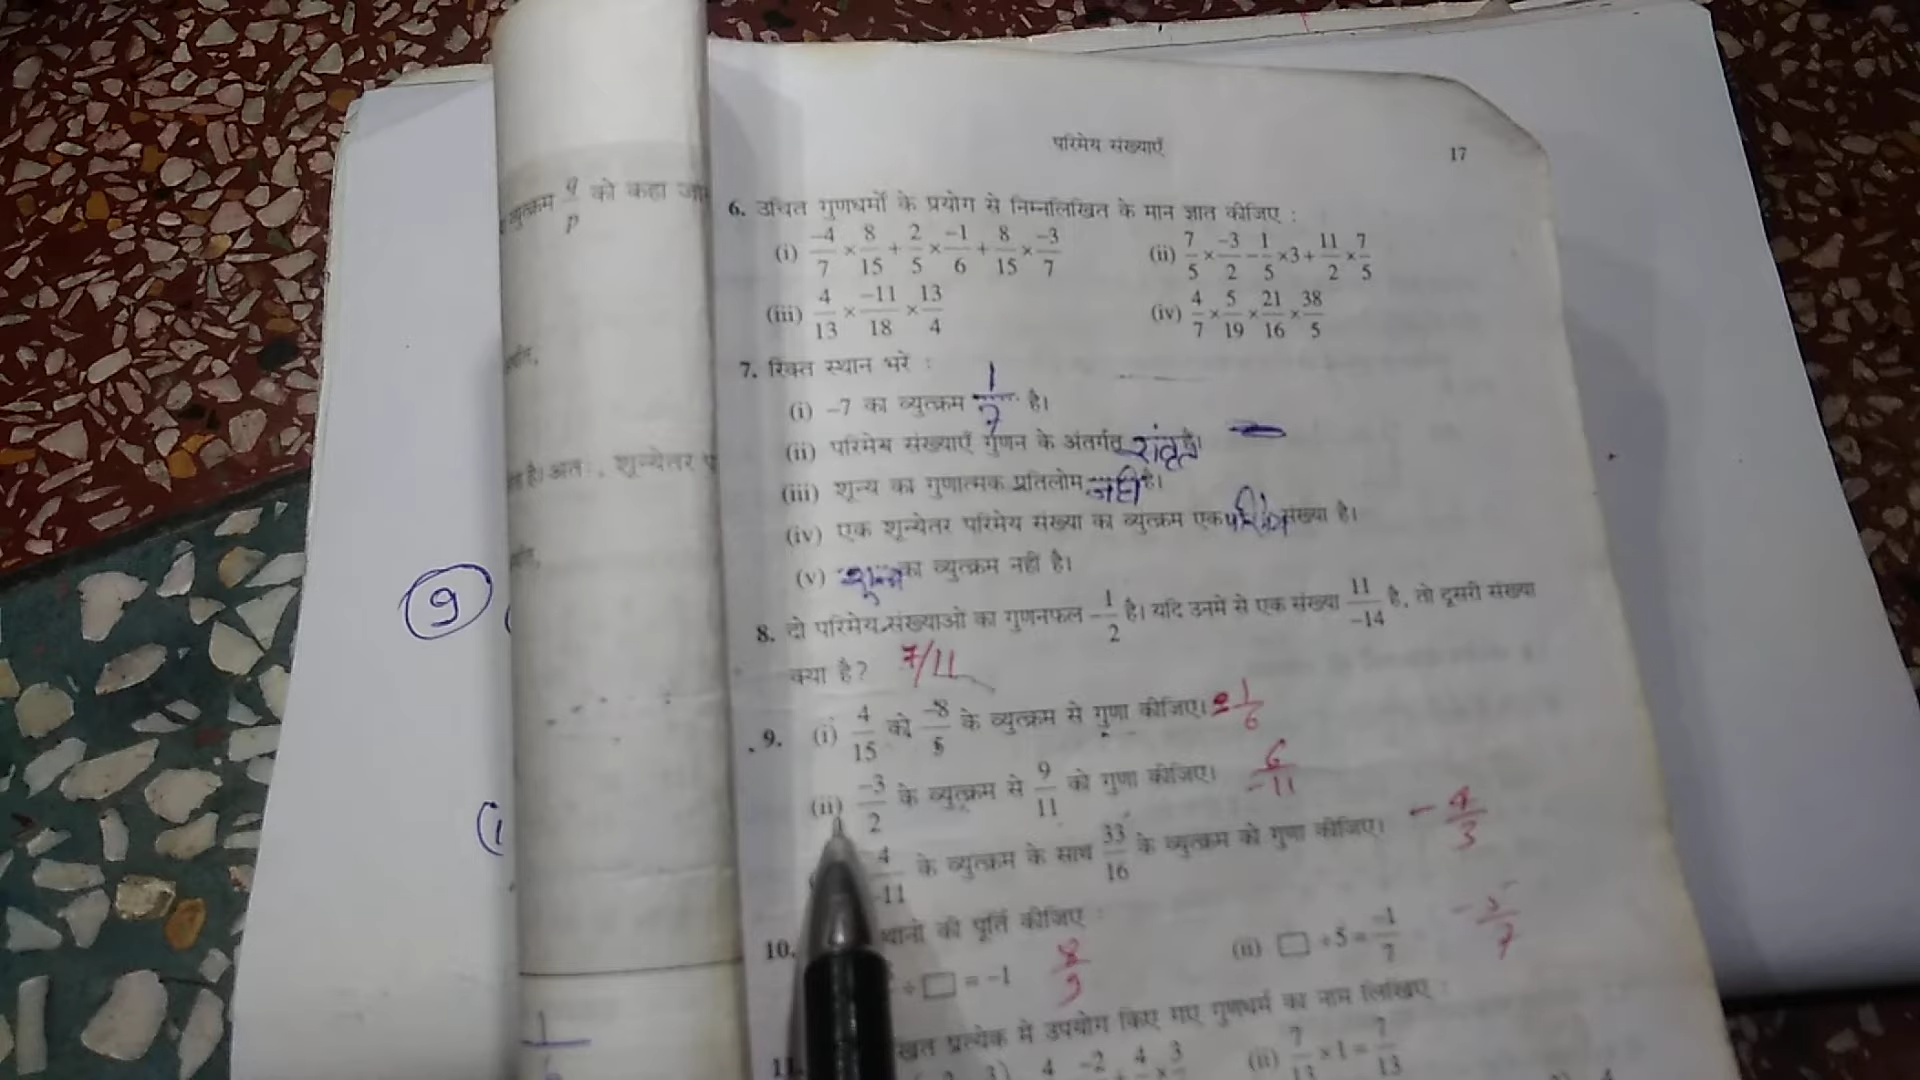 परिमेय संख्याएँ 17
व्युत्क्रम q/p को कहा जा
6. उचित गुणधर्मों के प्रयोग से निम्नलिखित के मान ज्ञात कीजिए :
(i) -4/7 × 8/15 + 2/5 × -1/6 + 8/15 × -3/7 (ii) 7/5 × -3/2 - 1/5 × 3 + 11/2 × 7/5
(iii) 4/13 × -11/18 × 13/4 (iv) 4/7 × 5/19 × 21/16 × 38/5
7. रिक्त स्थान भरें :
(i) -7 का व्युत्क्रम 1/7 है।
(ii) परिमेय संख्याएँ गुणन के अंतर्गत संवृत है।
(iii) शून्य का गुणात्मक प्रतिलोम नहीं है।
(iv) एक शून्येतर परिमेय संख्या का व्युत्क्रम एक परिमेय संख्या है।
(v) शून्य का व्युत्क्रम नहीं है।
है। अतः, शून्येतर
8. दो परिमेय संख्याओं का गुणनफल -1/2 है। यदि उनमें से एक संख्या 11/-14 है, तो दूसरी संख्या
क्या है? 7/11
9. (i) 4/15 को -8/5 के व्युत्क्रम से गुणा कीजिए। 1/6
(ii) -3/2 के व्युत्क्रम से 9/11 को गुणा कीजिए। 6/-11
4/-11 के व्युत्क्रम के साथ 33/16 के व्युत्क्रम को गुणा कीजिए। -4/3
10. स्थानों की पूर्ति कीजिए :
÷ □ = -1 8/9 (ii) □ ÷ 5 = -1/7 -5/7
11. प्रत्येक में उपयोग किए गए गुणधर्म का नाम लिखिए :
(ii) 7/13 × 1 = 7/13
9